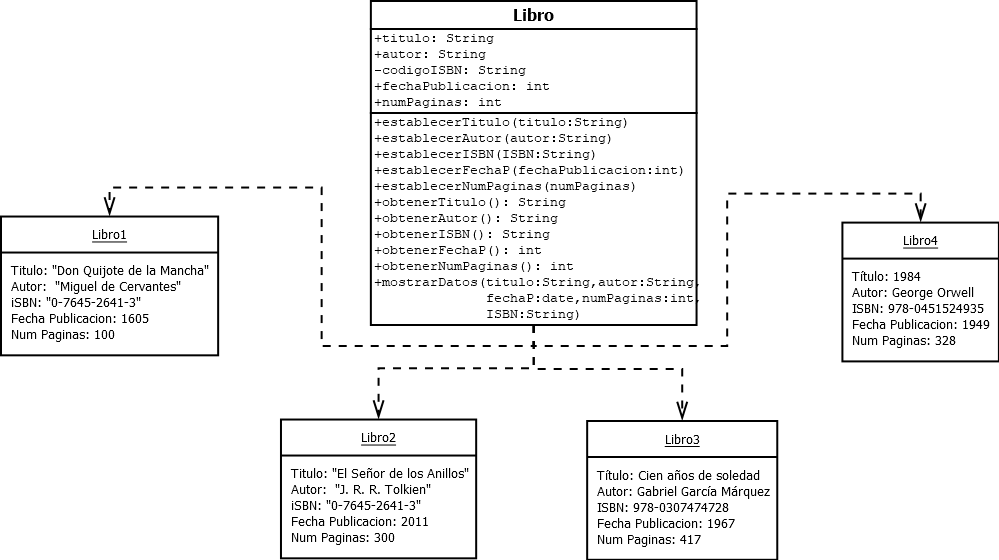 Libro
+titulo: String
+autor: String
-codigoISBN: String
+fechaPublicacion: int
+numPaginas: int
+establecerTitulo(titulo:String)
+establecerAutor(autor:String)
+establecerISBN(ISBN:String)
+establecerFechaP(fechaPublicacion:int)
+establecerNumPaginas(numPaginas)
+obtenerTitulo(): String
+obtenerAutor(): String
+obtenerISBN(): String
+obtenerFechaP(): int
+obtenerNumPaginas(): int
+mostrarDatos(titulo:String,autor:String,
fechaP:date,numPaginas:int,
ISBN:String)
Libro1
Titulo: "Don Quijote de la Mancha"
Autor: "Miguel de Cervantes"
iSBN: "0-7645-2641-3"
Fecha Publicacion: 1605
Num Paginas: 100
Libro4
Título: 1984
Autor: George Orwell
ISBN: 978-0451524935
Fecha Publicacion: 1949
Num Paginas: 328
Libro2
Titulo: "El Señor de los Anillos"
Autor: "J. R. R. Tolkien"
iSBN: "0-7645-2641-3"
Fecha Publicacion: 2011
Num Paginas: 300
Libro3
Título: Cien años de soledad
Autor: Gabriel García Márquez
ISBN: 978-0307474728
Fecha Publicacion: 1967
Num Paginas: 417